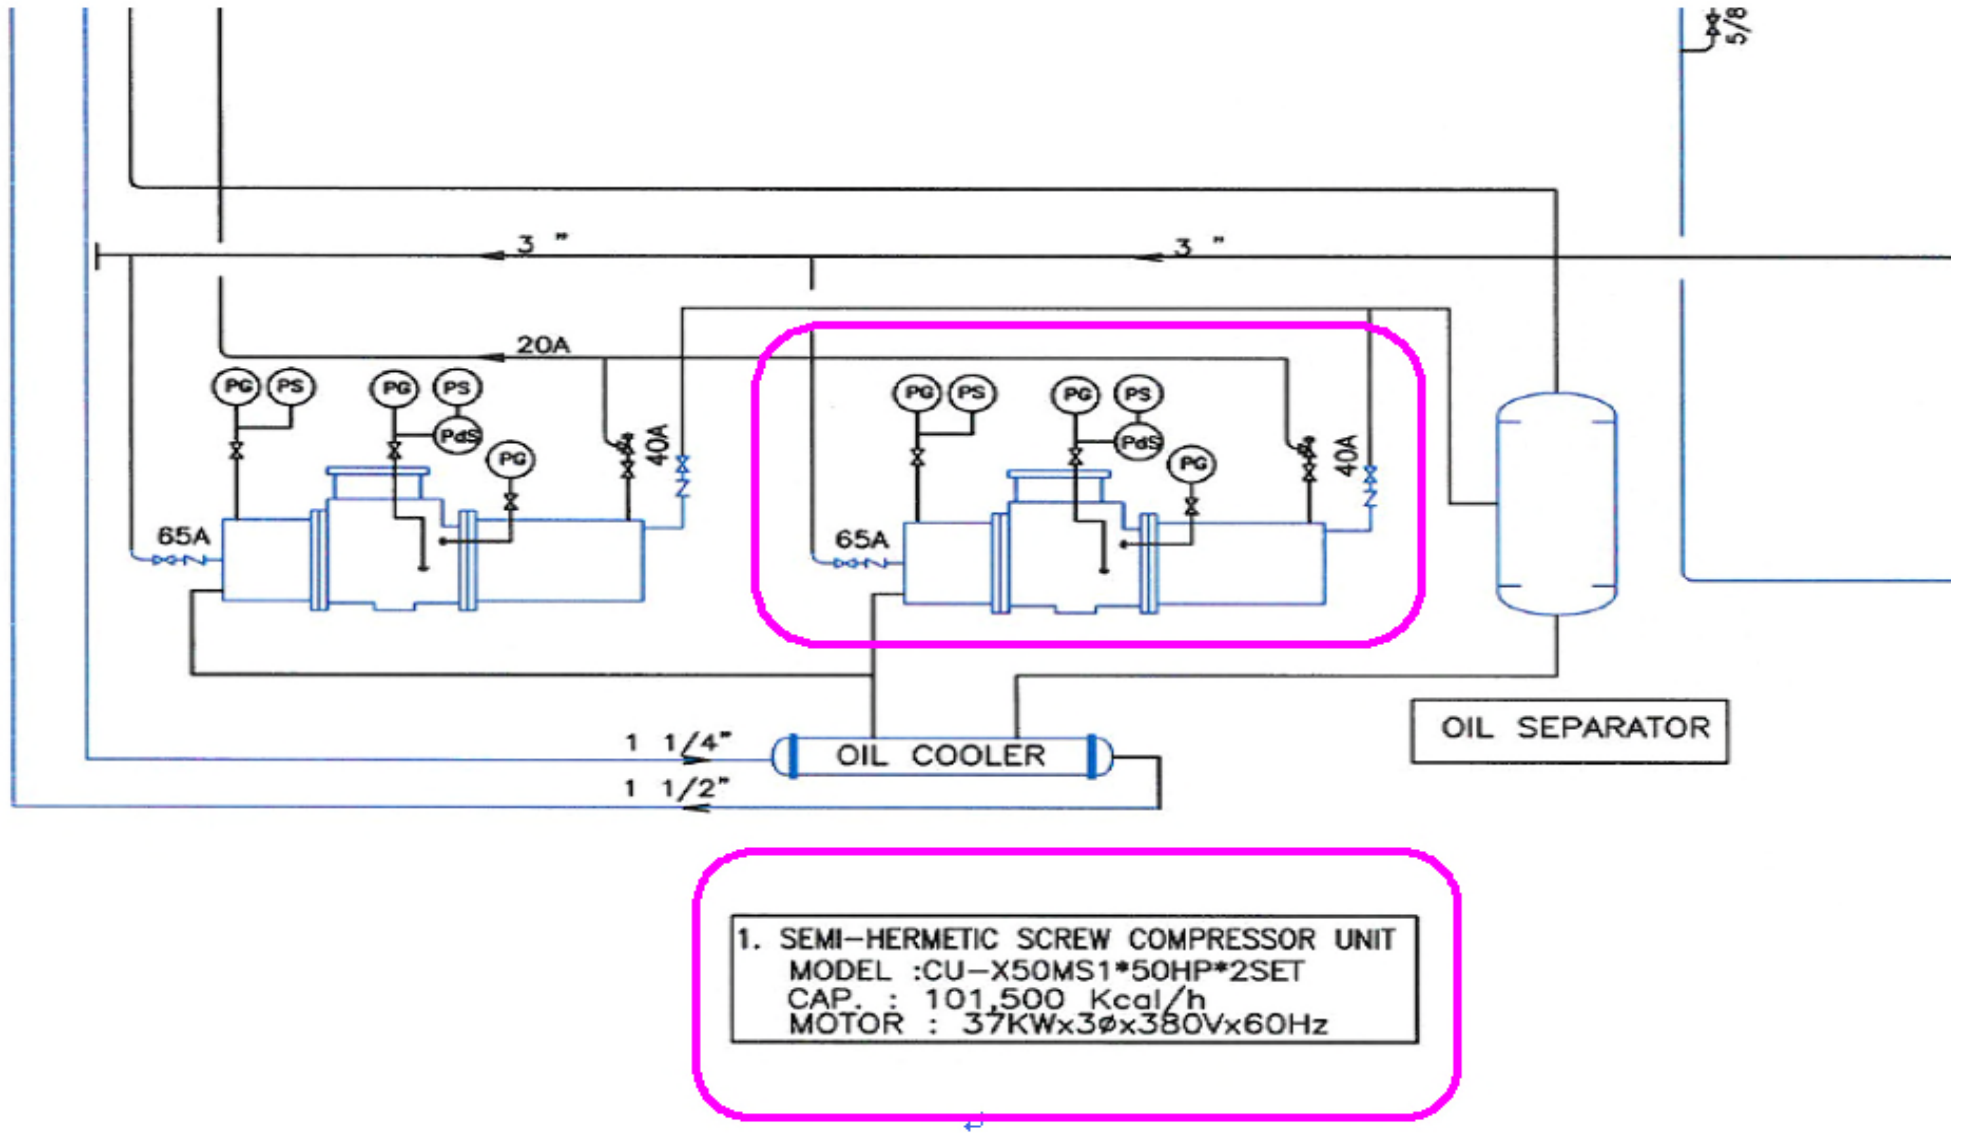 5/8
3 "
3 "
20A
PG
PS
PG
PS
PdS
PG
40A
65A
PG
PS
PG
PS
PdS
PG
40A
65A
OIL SEPARATOR
1 1/4"
OIL COOLER
1 1/2"
1. SEMI-HERMETIC SCREW COMPRESSOR UNIT
MODEL :CU-X50MS1*50HP*2SET
CAP. : 101,500 Kcal/h
MOTOR : 37KWx3øx380Vx60Hz